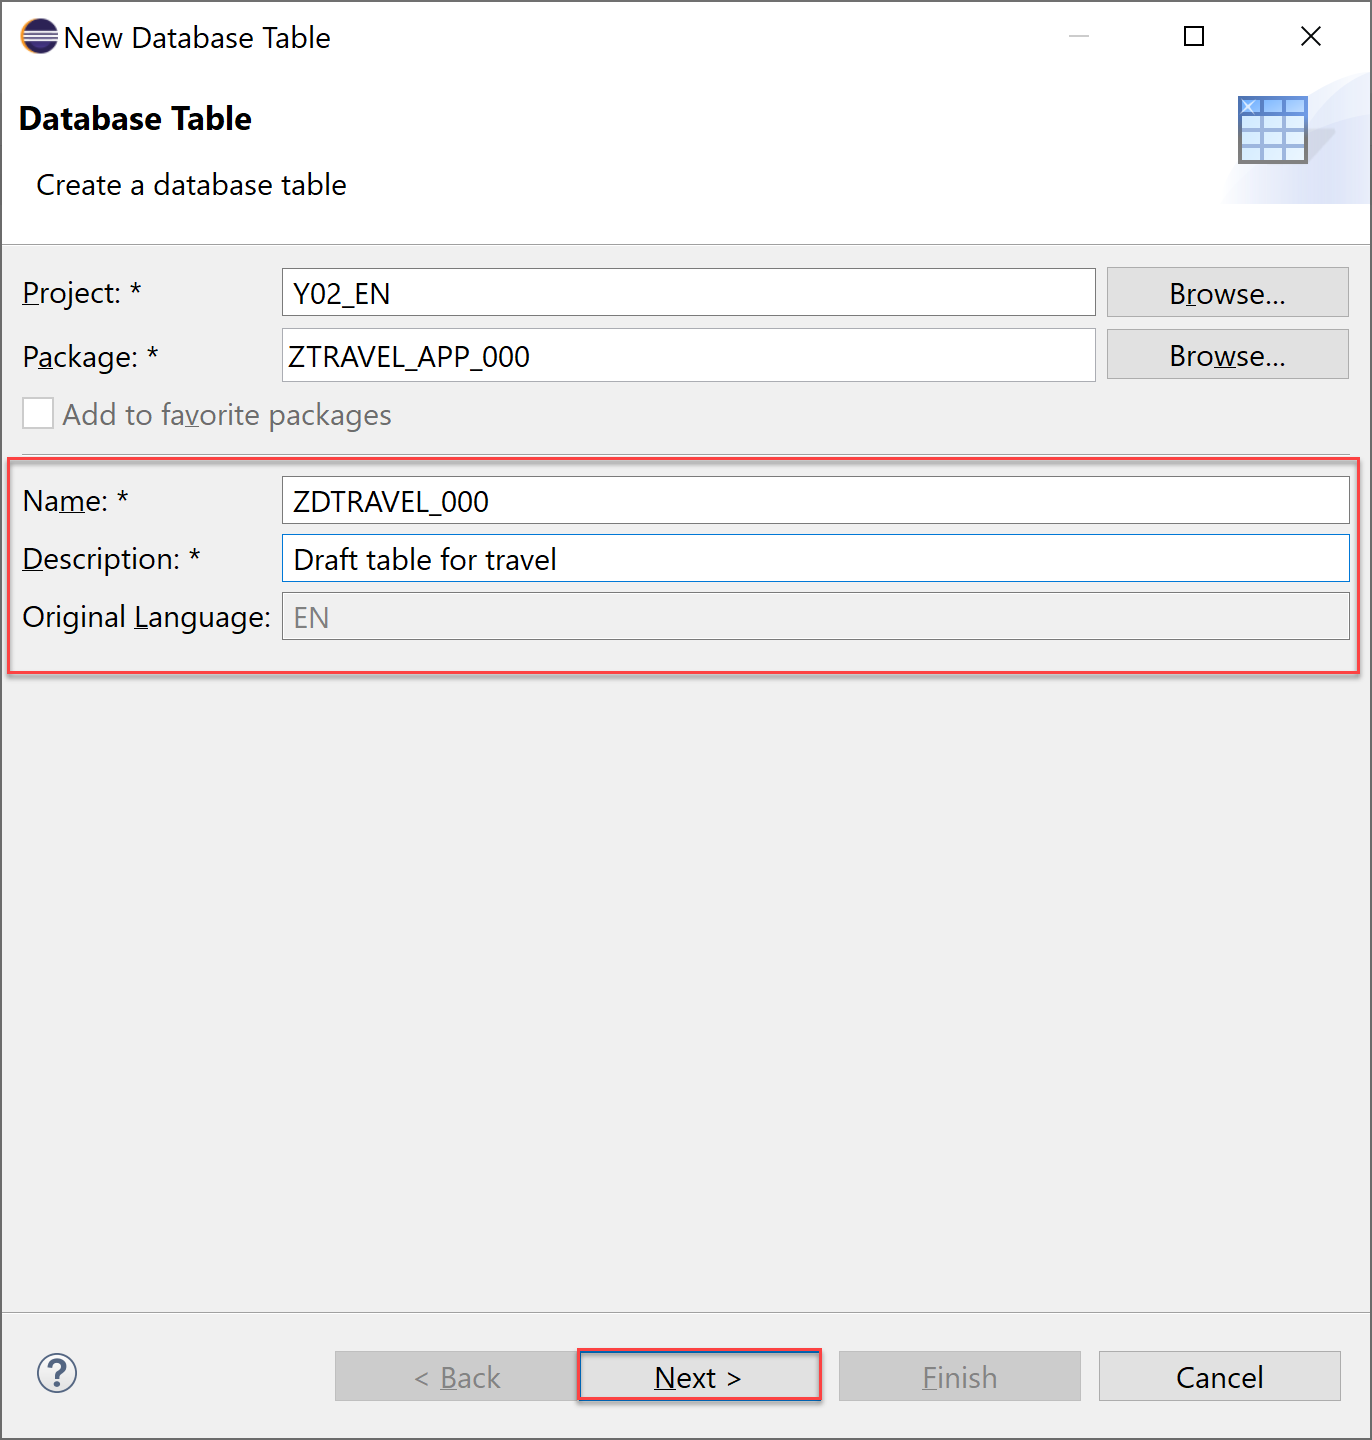 New Database Table
Database Table
Create a database table
Project: * Y02_EN Browse...
Package: * ZTRAVEL_APP_000 Browse...
Add to favorite packages
Name: * ZDTRAVEL_000
Description: * Draft table for travel
Original Language: EN
? < Back Next > Finish Cancel